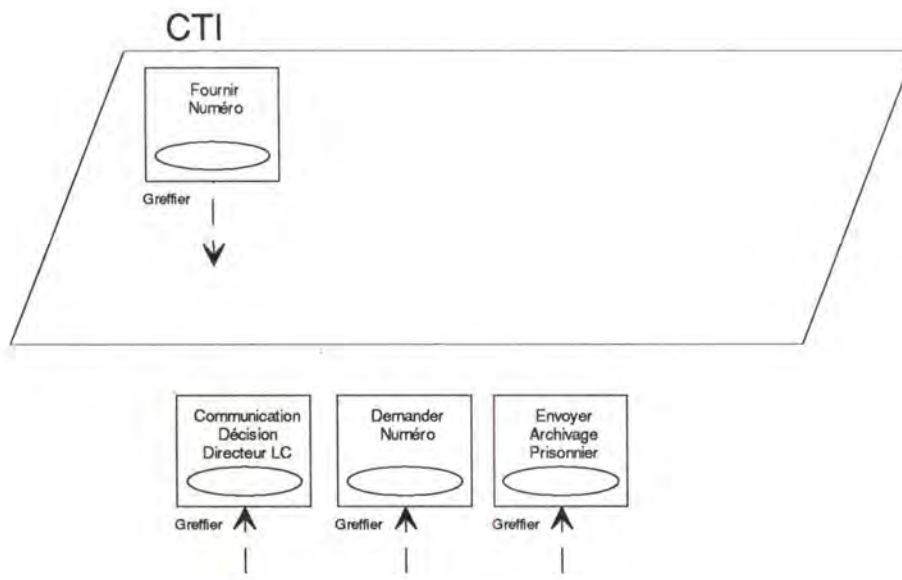 CTI
Fournir
Numéro
Greffier
Communication
Décision
Directeur LC
Greffier
Demander
Numéro
Greffier
Envoyer
Archivage
Prisonnier
Greffier